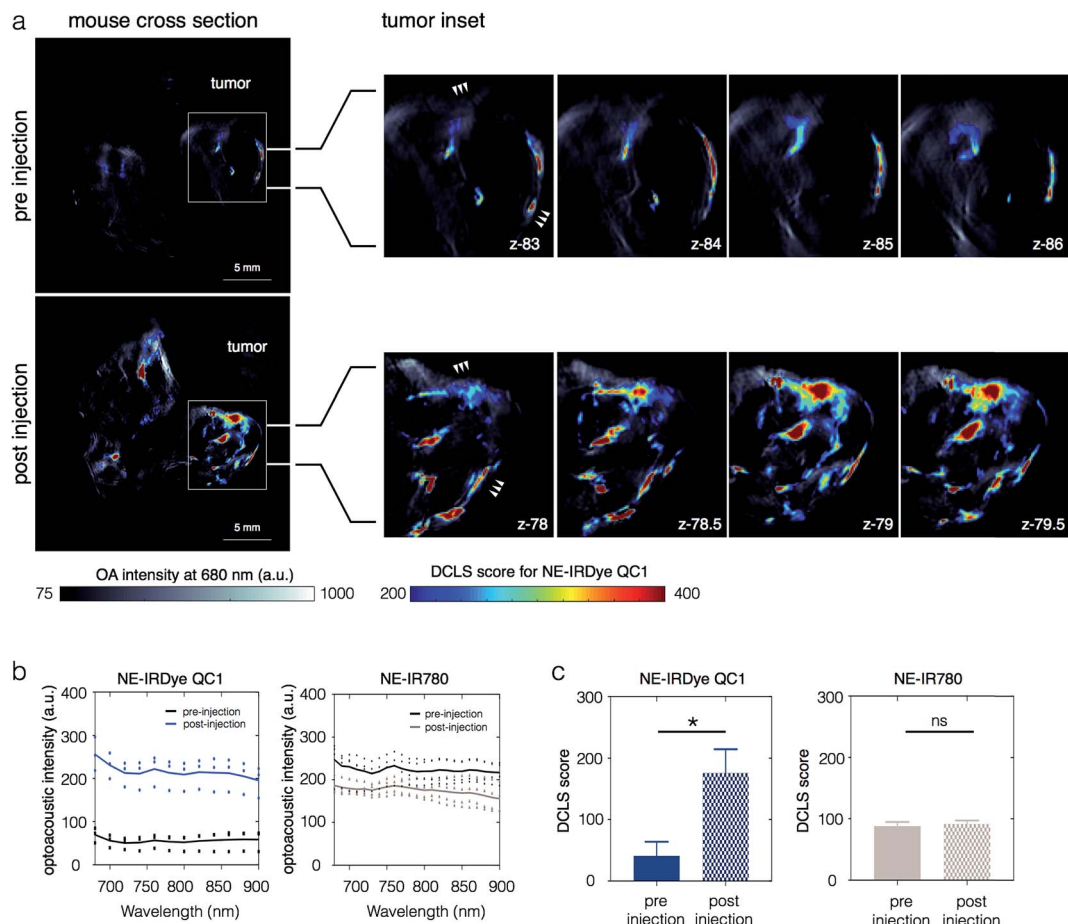 a
mouse cross section
tumor inset
pre injection
tumor
5 mm
z-83
z-84
z-85
z-86
post injection
tumor
5 mm
z-78
z-78.5
z-79
z-79.5
OA intensity at 680 nm (a.u.)
75
1000
DCLS score for NE-IRDye QC1
200
400
b
NE-IRDye QC1
optoacoustic intensity (a.u.)
400
300
200
100
0
pre-injection
post-injection
700
750
800
850
900
Wavelength (nm)
NE-IR780
optoacoustic intensity (a.u.)
400
300
200
100
0
pre-injection
post-injection
700
750
800
850
900
Wavelength (nm)
c
NE-IRDye QC1
DCLS score
300
200
100
0
*
pre
injection
post
injection
NE-IR780
DCLS score
300
200
100
0
ns
pre
injection
post
injection